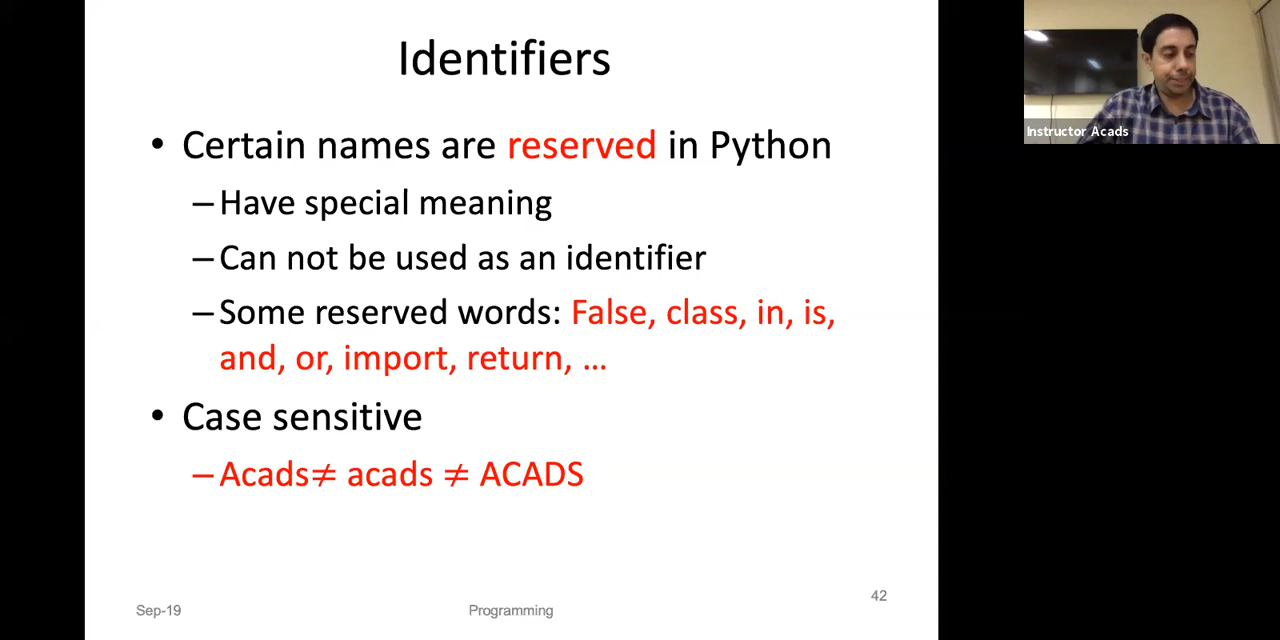 Identifiers
• Certain names are reserved in Python
– Have special meaning
– Can not be used as an identifier
– Some reserved words: False, class, in, is,
and, or, import, return, ...
• Case sensitive
– Acads≠ acads ≠ ACADS
Sep-19
Programming
42
Instructor Acads